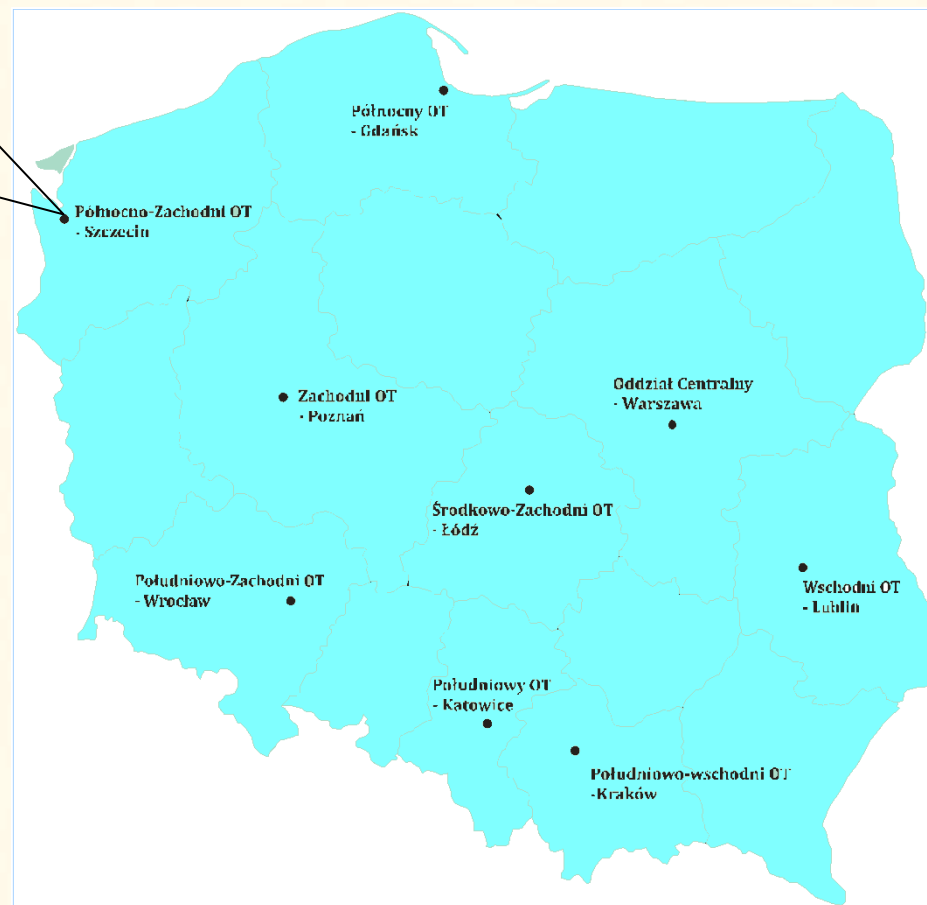 Północny OT
- Gdańsk
Północno-Zachodni OT
- Szczecin
Oddział Centralny
- Warszawa
Zachodni OT
- Poznań
Środkowo-Zachodni OT
- Łódź
Południowo-Zachodni OT
- Wrocław
Wschodni OT
- Lublin
Południowy OT
- Katowice
Południowo-wschodni OT
-Kraków